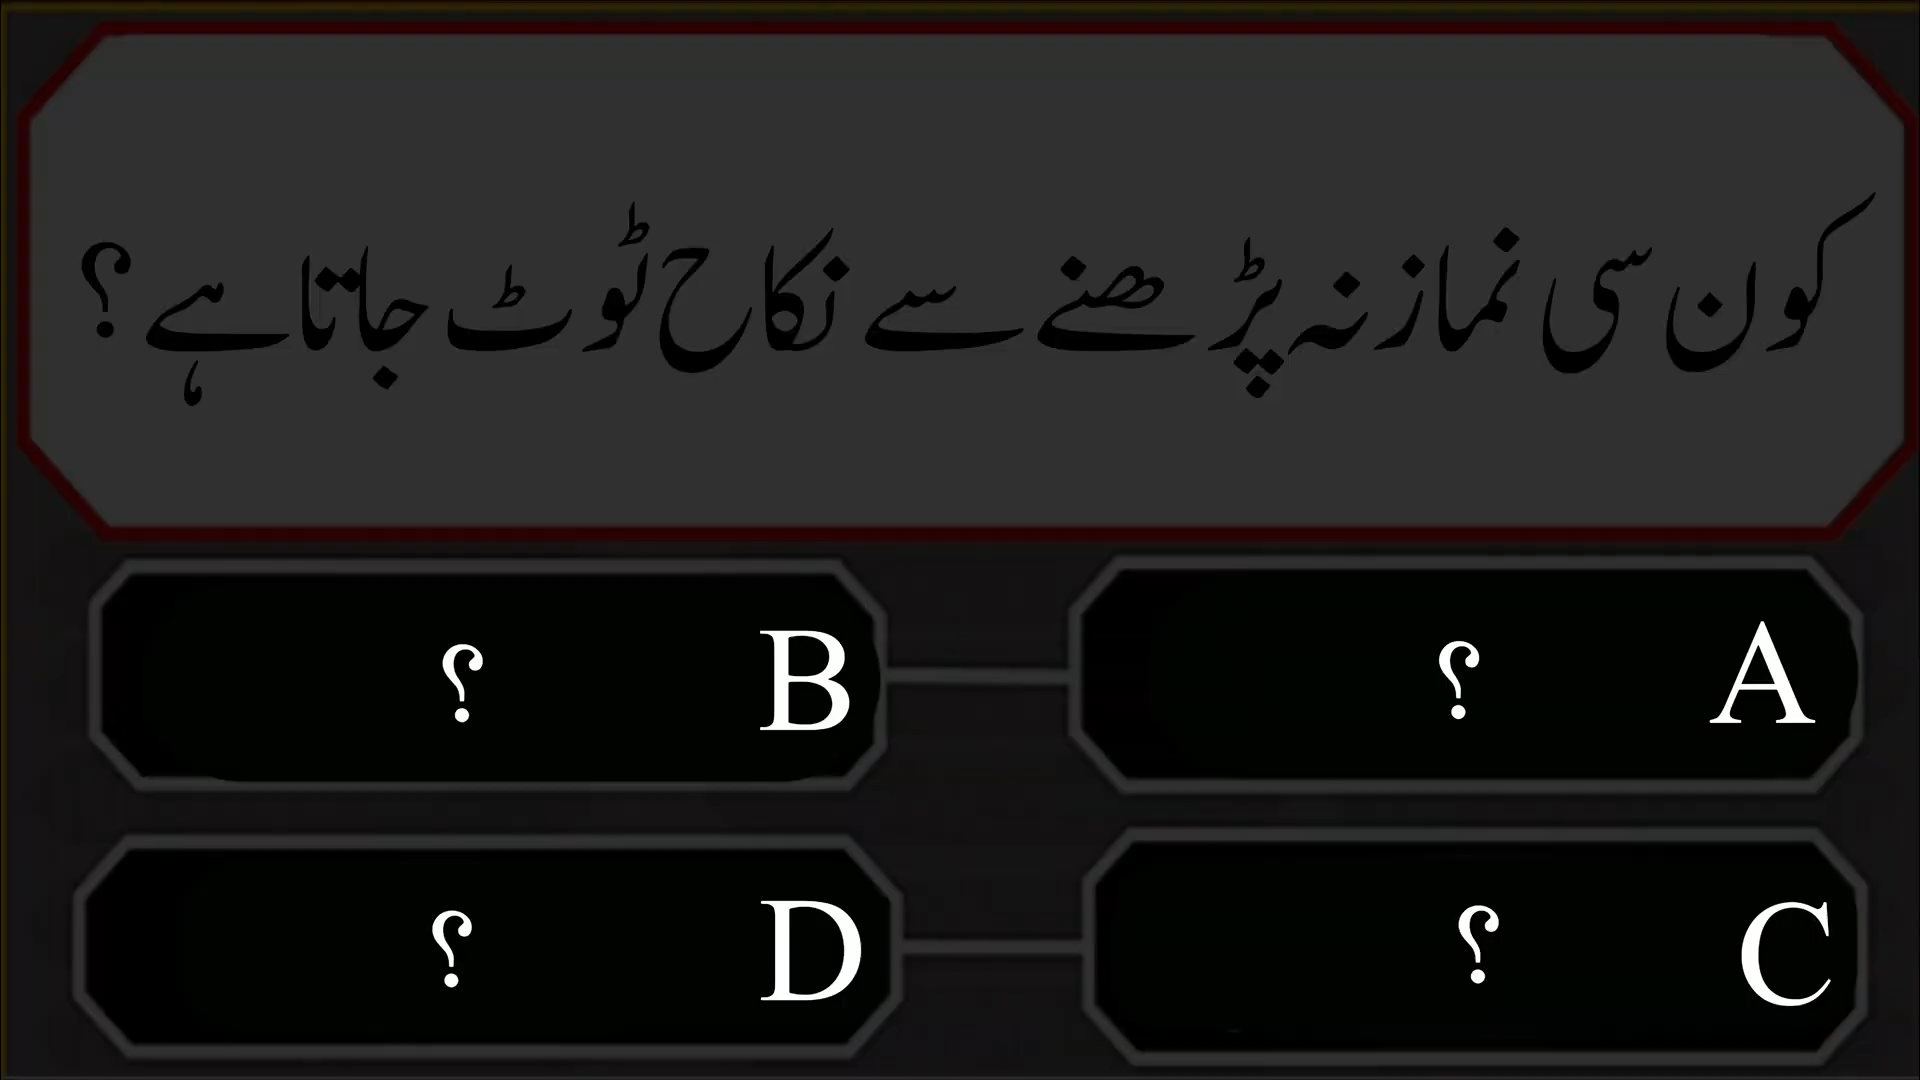 کون سی نماز نہ پڑھنے سے نکاح ٹوٹ جاتا ہے؟
A ؟
B ؟
C ؟
D ؟